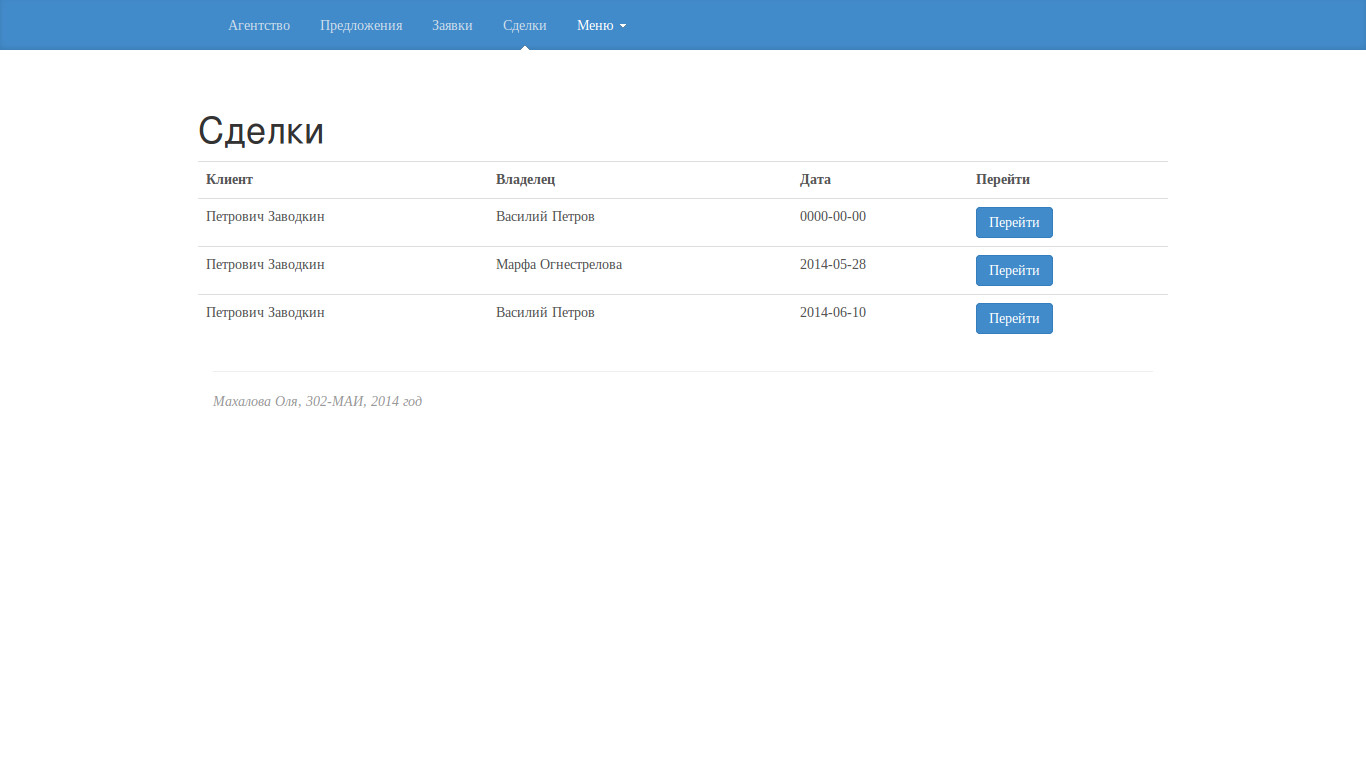 Агентство Предложения Заявки Сделки Меню
Сделки
Клиент Владелец Дата Перейти
Петрович Заводкин Василий Петров 0000-00-00 Перейти
Петрович Заводкин Марфа Огнестрелова 2014-05-28 Перейти
Петрович Заводкин Василий Петров 2014-06-10 Перейти
Махалова Оля, 302-МАИ, 2014 год